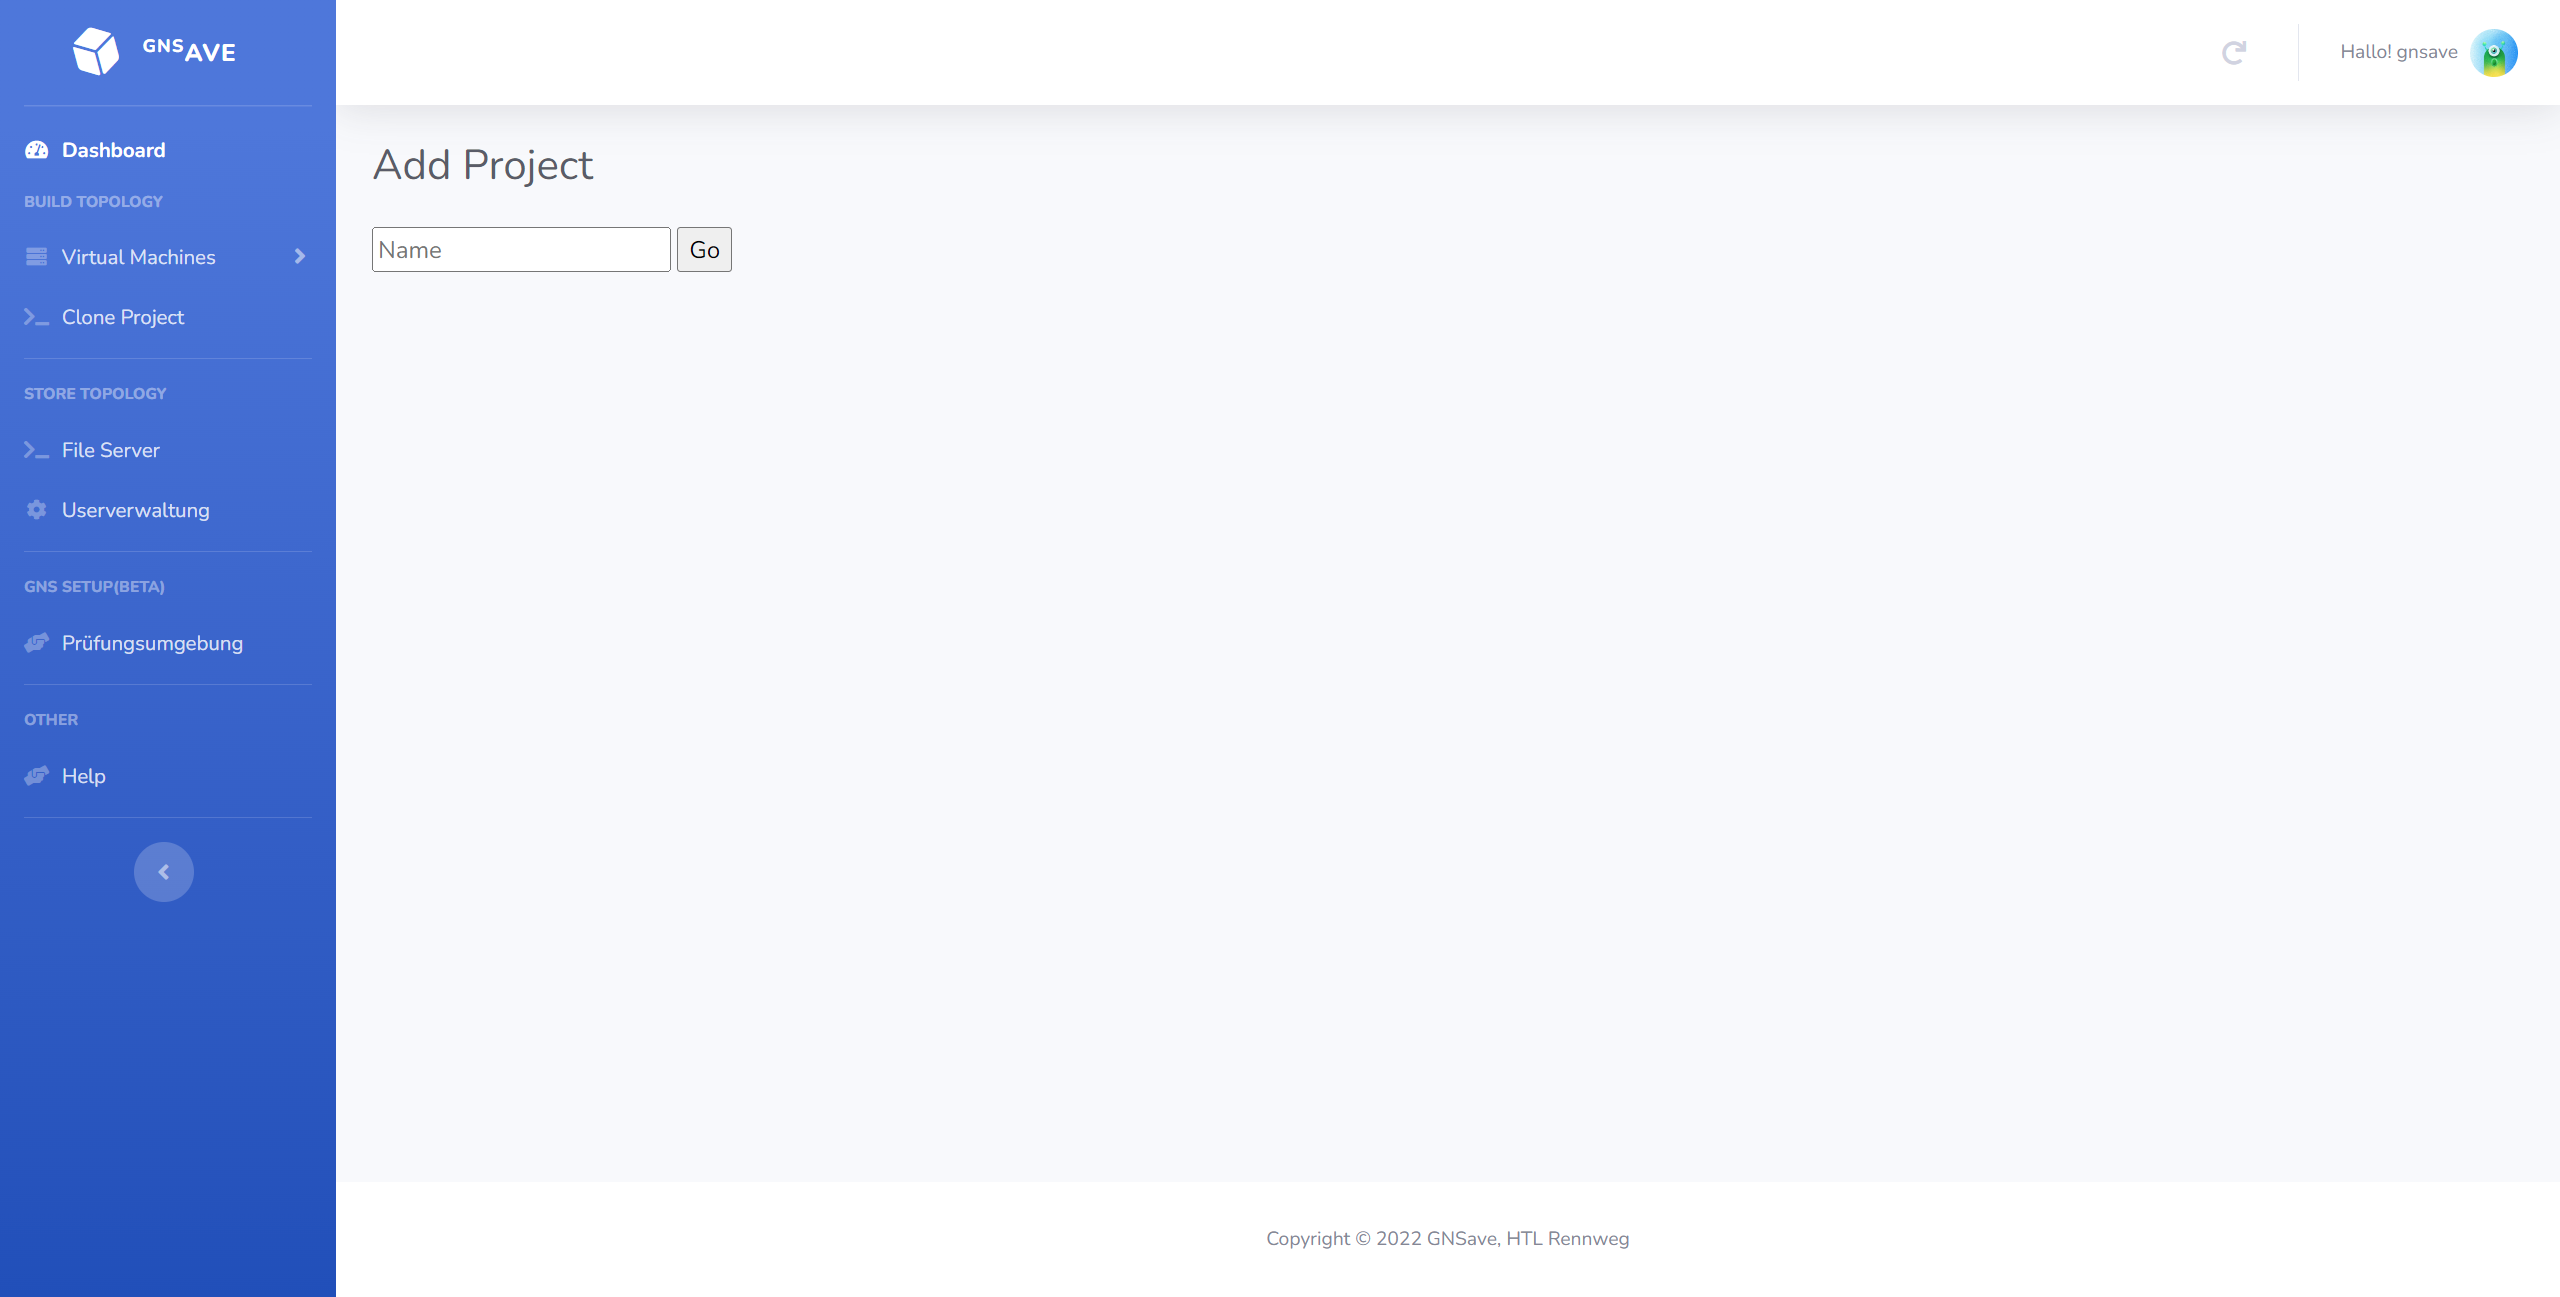 GNSAVE
Dashboard
BUILD TOPOLOGY
Virtual Machines
Clone Project
STORE TOPOLOGY
File Server
Userverwaltung
GNS SETUP(BETA)
Prüfungsumgebung
OTHER
Help
Hallo! gnsave
Add Project
Name Go
Copyright © 2022 GNSave, HTL Rennweg